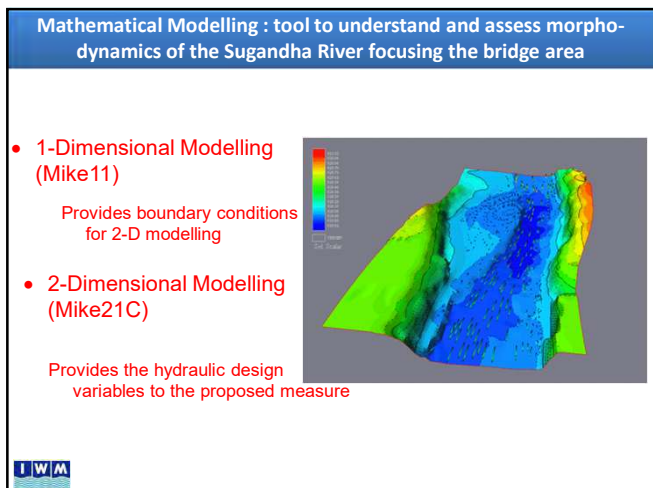 Mathematical Modelling : tool to understand and assess morpho-
dynamics of the Sugandha River focusing the bridge area
• 1-Dimensional Modelling
(Mike11)
Provides boundary conditions
for 2-D modelling
• 2-Dimensional Modelling
(Mike21C)
Provides the hydraulic design
variables to the proposed measure
IWM